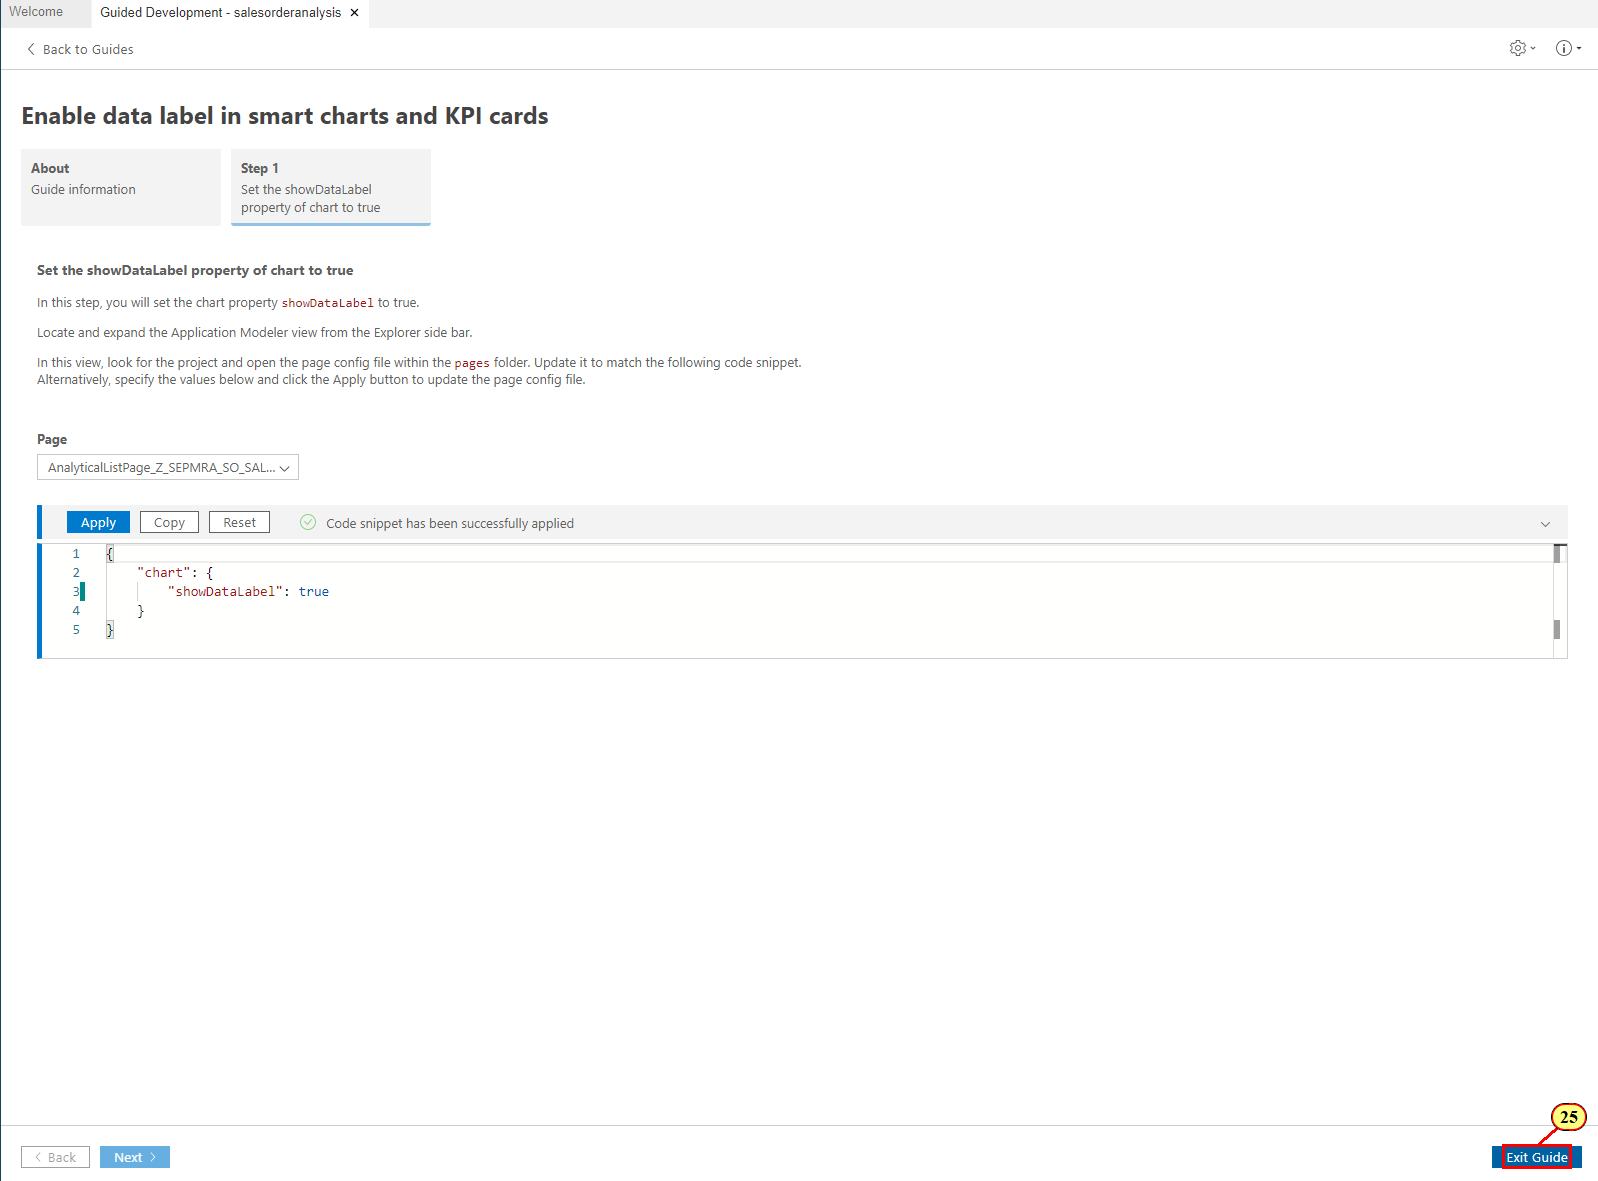 Welcome
Guided Development - salesorderanalysis ×
Back to Guides
Enable data label in smart charts and KPI cards
About
Guide information
Step 1
Set the showDataLabel
property of chart to true
Set the showDataLabel property of chart to true
In this step, you will set the chart property showDataLabel to true.
Locate and expand the Application Modeler view from the Explorer side bar.
In this view, look for the project and open the page config file within the pages folder. Update it to match the following code snippet.
Alternatively, specify the values below and click the Apply button to update the page config file.
Page
AnalyticalListPage_Z_SEPMRA_SO_SAL...
Apply Copy Reset Code snippet has been successfully applied
1 {
2 "chart": {
3 "showDataLabel": true
4 }
5 }
25
< Back Next > Exit Guide